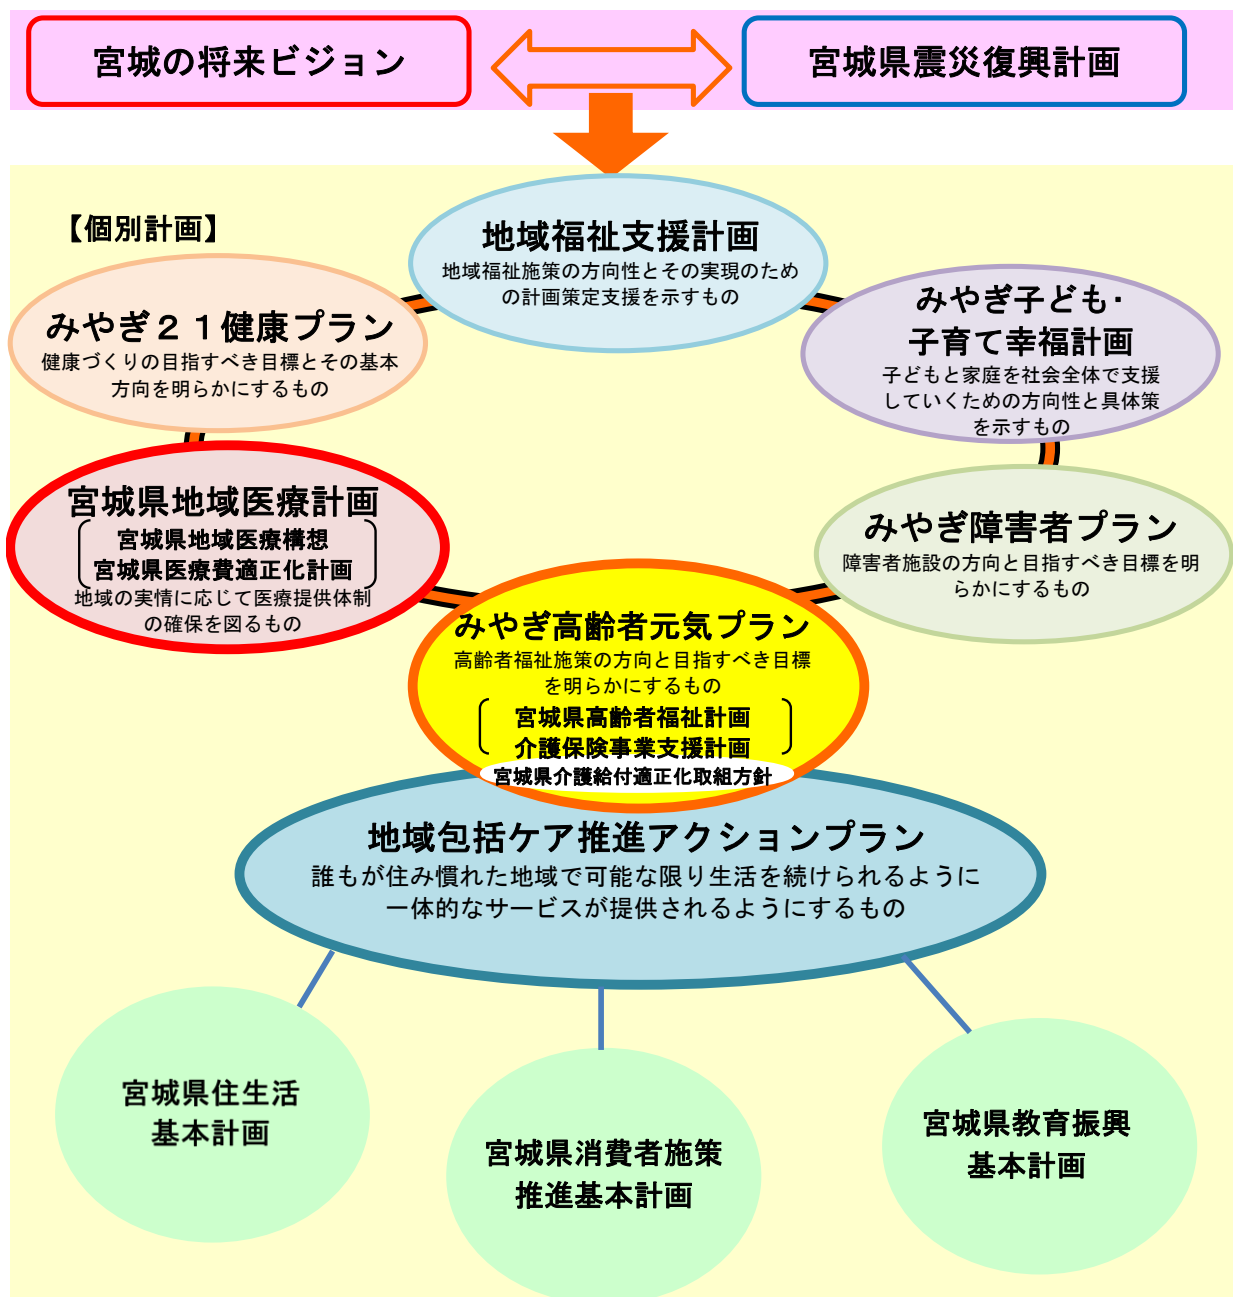 宮城の将来ビジョン
宮城県震災復興計画
【個別計画】
地域福祉支援計画
地域福祉施策の方向性とその実現のため
の計画策定支援を示すもの
みやぎ２１健康プラン
健康づくりの目指すべき目標とその基本
方向を明らかにするもの
みやぎ子ども・
子育て幸福計画
子どもと家庭を社会全体で支援
していくための方向性と具体策
を示すもの
宮城県地域医療計画
宮城県地域医療構想
宮城県医療費適正化計画
地域の実情に応じて医療提供体制
の確保を図るもの
みやぎ障害者プラン
障害者施設の方向と目指すべき目標を明
らかにするもの
みやぎ高齢者元気プラン
高齢者福祉施策の方向と目指すべき目標
を明らかにするもの
宮城県高齢者福祉計画
介護保険事業支援計画
宮城県介護給付適正化取組方針
地域包括ケア推進アクションプラン
誰もが住み慣れた地域で可能な限り生活を続けられるように
一体的なサービスが提供されるようにするもの
宮城県住生活
基本計画
宮城県消費者施策
推進基本計画
宮城県教育振興
基本計画